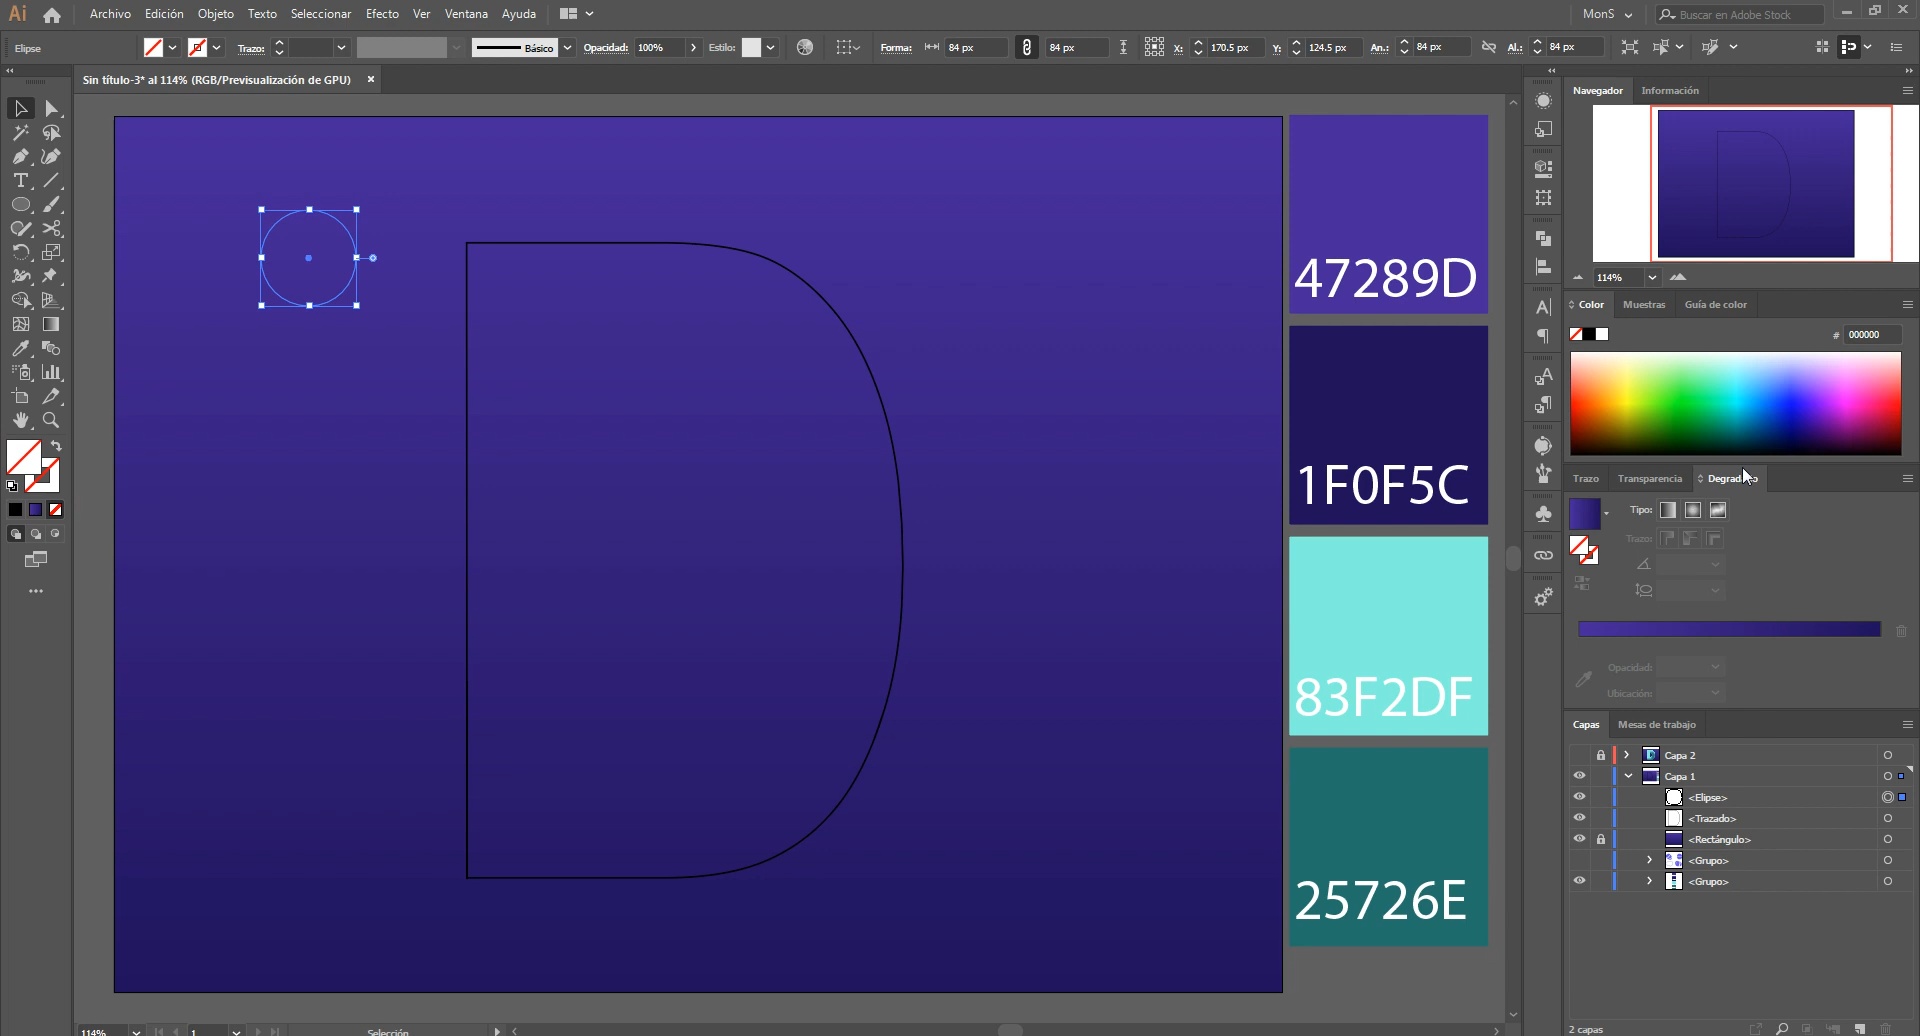 Ai Archivo Edición Objeto Texto Seleccionar Efecto Ver Ventana Ayuda MonS Buscar en Adobe Stock
Elipse Trazo: Básico Opacidad: 100% Estilo: Forma: 84 px 84 px X: 170.5 px Y: 124.5 px An.: 84 px Al.: 84 px
Sin título-3* al 114% (RGB/Previsualización de GPU)
Navegador Información
114%
Color Muestras Guía de color
# 000000
Trazo Transparencia
Tipo:
Trazo:
Opacidad:
Ubicación:
Capas Mesas de trabajo
Capa 2
Capa 1
<Elipse>
<Trazado>
<Rectángulo>
<Grupo>
<Grupo>
2 capas
47289D
1F0F5C
83F2DF
25726E
114% 1 Selección